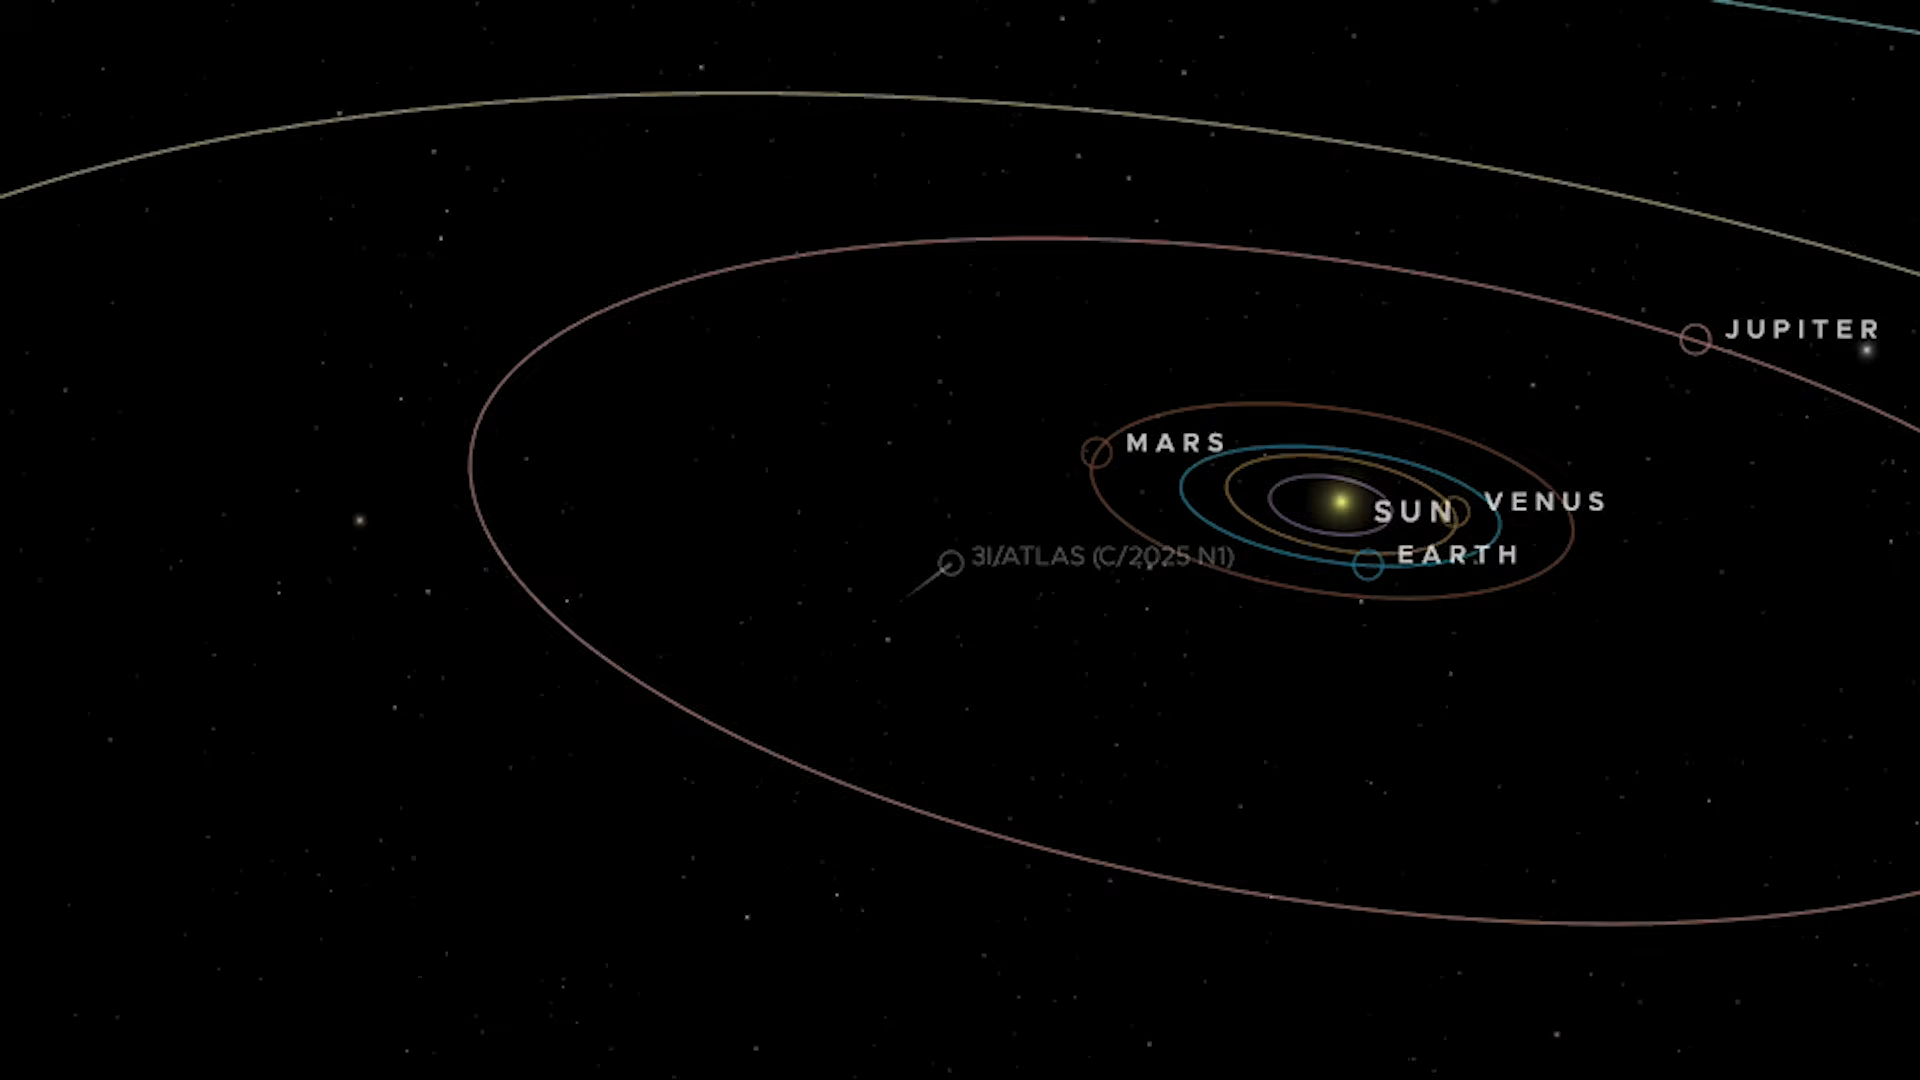 JUPITER
MARS
VENUS
SUN
EARTH
3I/ATLAS (C/2025 N1)